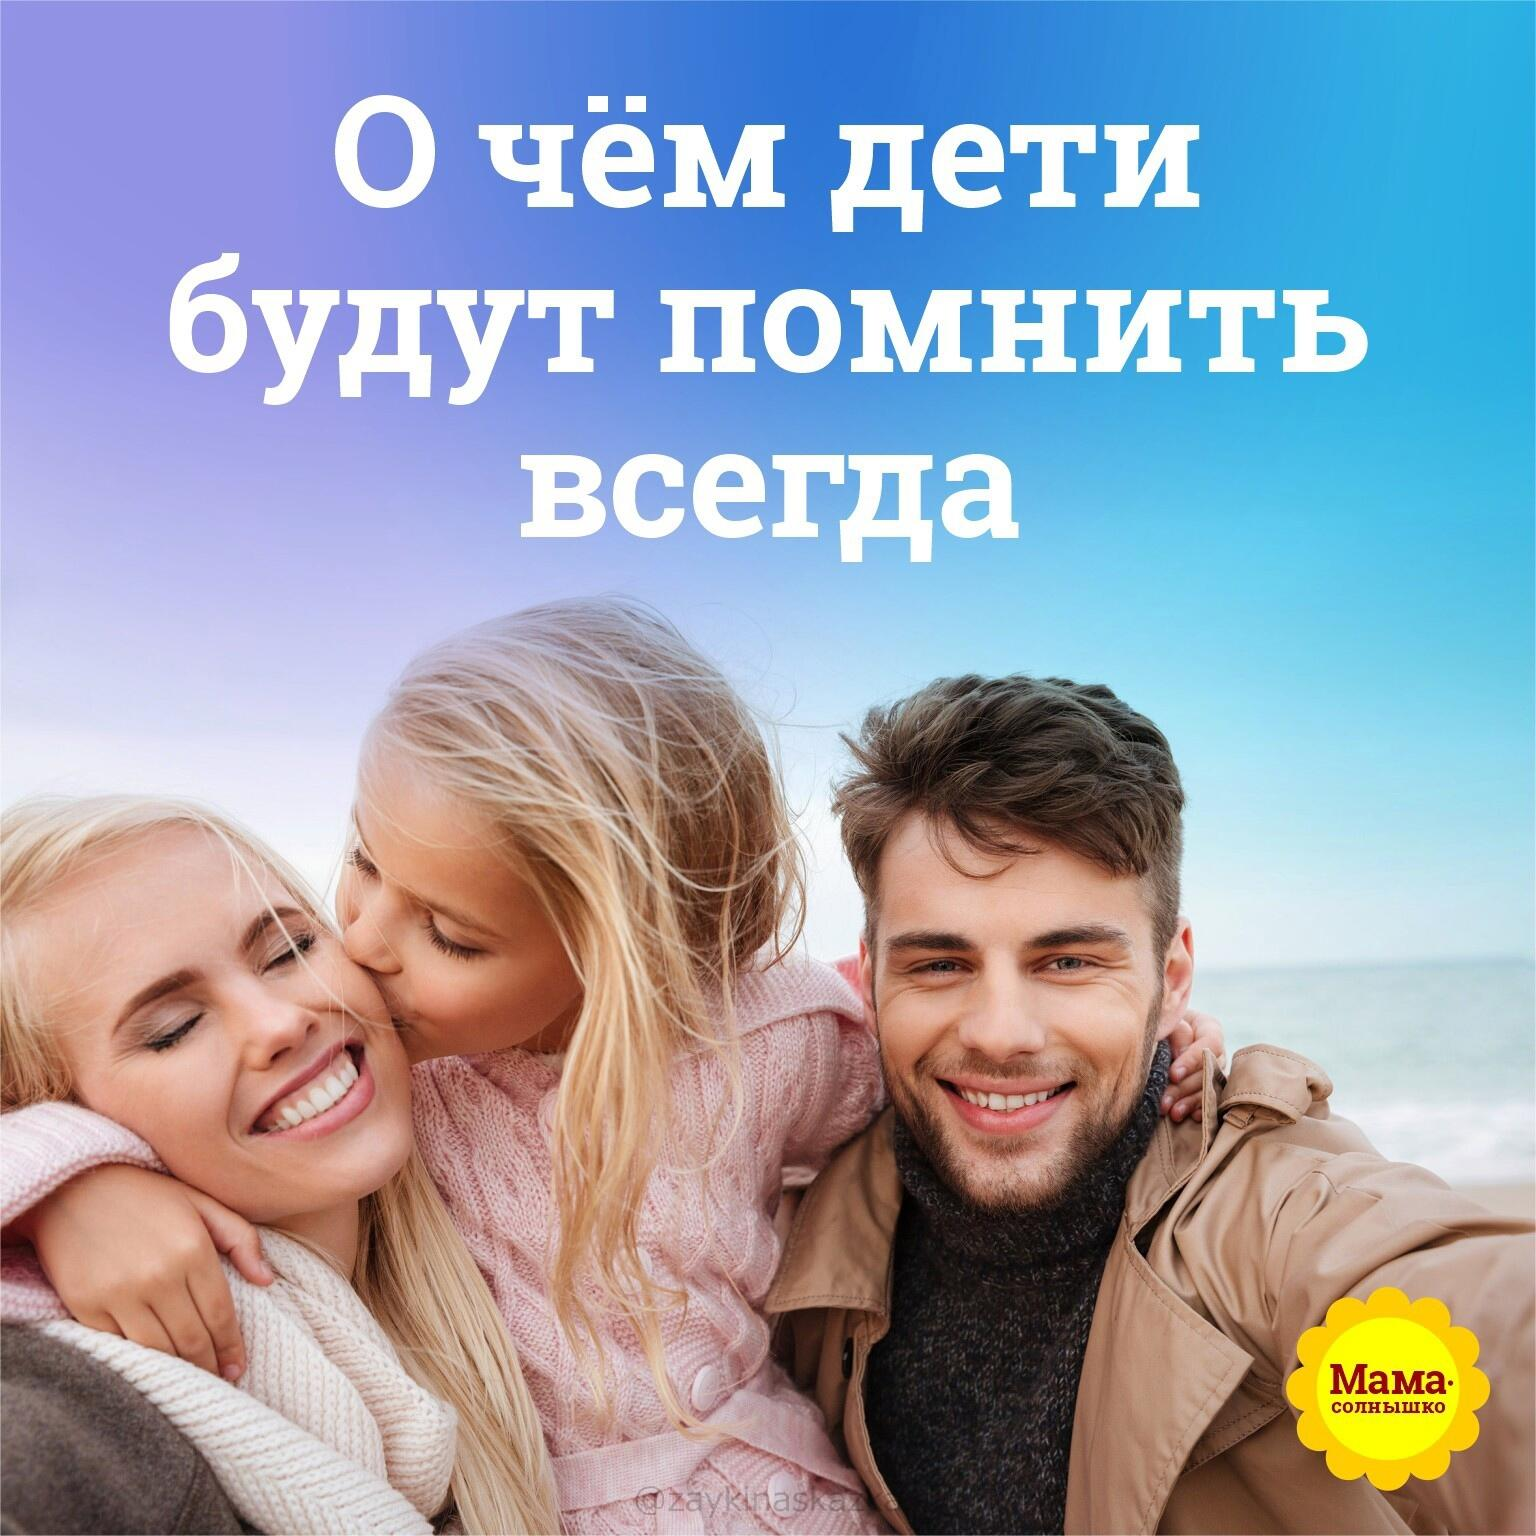 О чём дети
будут помнить
всегда
Мама-
солнышко